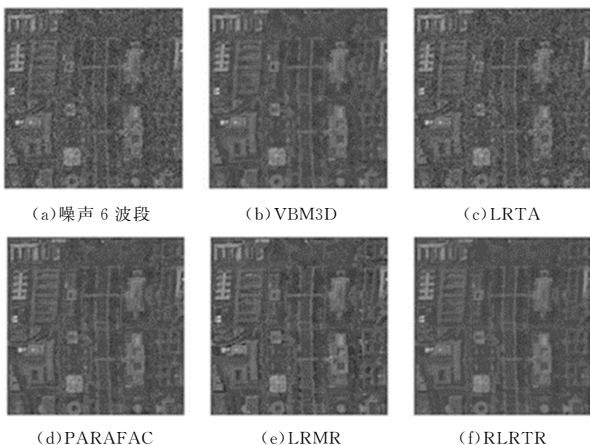 (a)噪声 6 波段
(b)VBM3D
(c)LRTA
(d)PARAFAC
(e)LRMR
(f)RLRTR